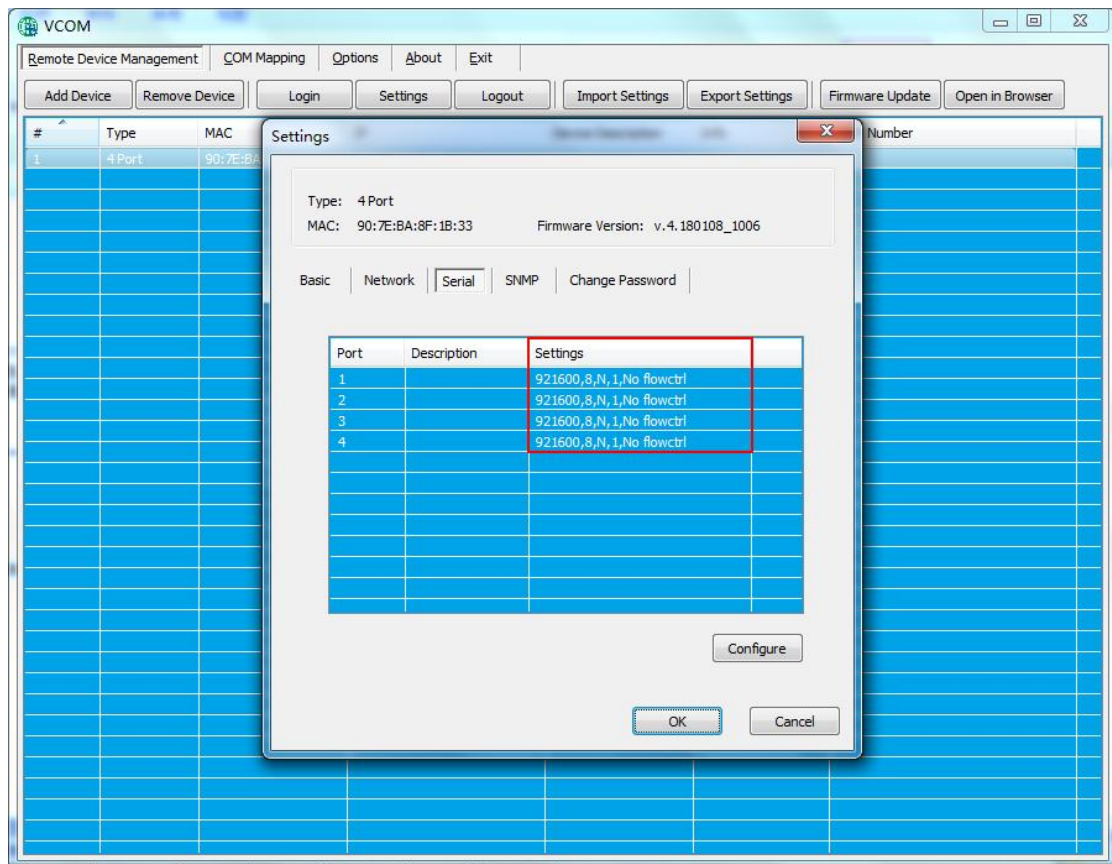 VCOM
Remote Device Management COM Mapping Options About Exit
Add Device Remove Device Login Settings Logout Import Settings Export Settings Firmware Update Open in Browser
# Type MAC Number
1 4 Port 90:7E:BA
Settings
Type: 4 Port
MAC: 90:7E:BA:8F:1B:33 Firmware Version: v.4.180108_1006
Basic Network Serial SNMP Change Password
Port Description Settings
1 921600,8,N,1,No flowctrl
2 921600,8,N,1,No flowctrl
3 921600,8,N,1,No flowctrl
4 921600,8,N,1,No flowctrl
Configure
OK Cancel